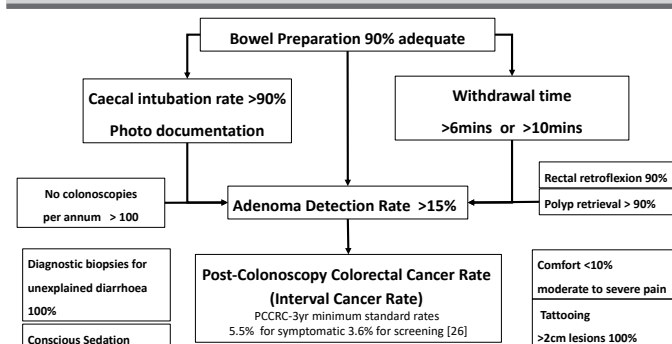 Bowel Preparation 90% adequate
Caecal intubation rate >90%
Photo documentation
Withdrawal time
>6mins or >10mins
No colonoscopies
per annum > 100
Adenoma Detection Rate >15%
Rectal retroflexion 90%
Polyp retrieval > 90%
Diagnostic biopsies for
unexplained diarrhoea
100%
Conscious Sedation
Post-Colonoscopy Colorectal Cancer Rate
(Interval Cancer Rate)
PCCRC-3yr minimum standard rates
5.5% for symptomatic 3.6% for screening [26]
Comfort <10%
moderate to severe pain
Tattooing
>2cm lesions 100%